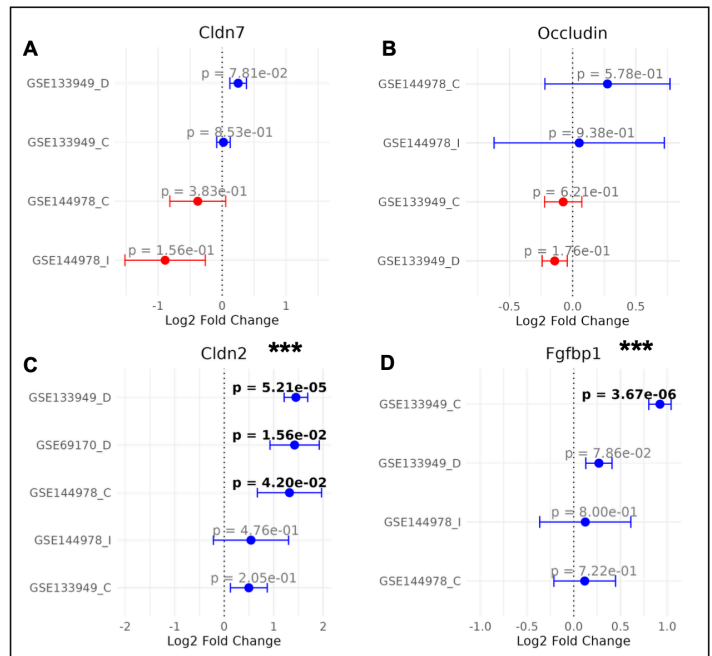 A
Cldn7
GSE133949_D
p = 7.81e-02
GSE133949_C
p = 8.53e-01
GSE144978_C
p = 3.83e-01
GSE144978_I
p = 1.56e-01
-1 0 1
Log2 Fold Change
B
Occludin
GSE144978_C
p = 5.78e-01
GSE144978_I
p = 9.38e-01
GSE133949_C
p = 6.21e-01
GSE133949_D
p = 1.76e-01
-0.5 0.0 0.5
Log2 Fold Change
C
Cldn2 ***
GSE133949_D
p = 5.21e-05
GSE69170_D
p = 1.56e-02
GSE144978_C
p = 4.20e-02
GSE144978_I
p = 4.76e-01
GSE133949_C
p = 2.05e-01
-2 -1 0 1 2
Log2 Fold Change
D
Fgfbp1 ***
GSE133949_C
p = 3.67e-06
GSE133949_D
p = 7.86e-02
GSE144978_I
p = 8.00e-01
GSE144978_C
p = 7.22e-01
-1.0 -0.5 0.0 0.5 1.0
Log2 Fold Change